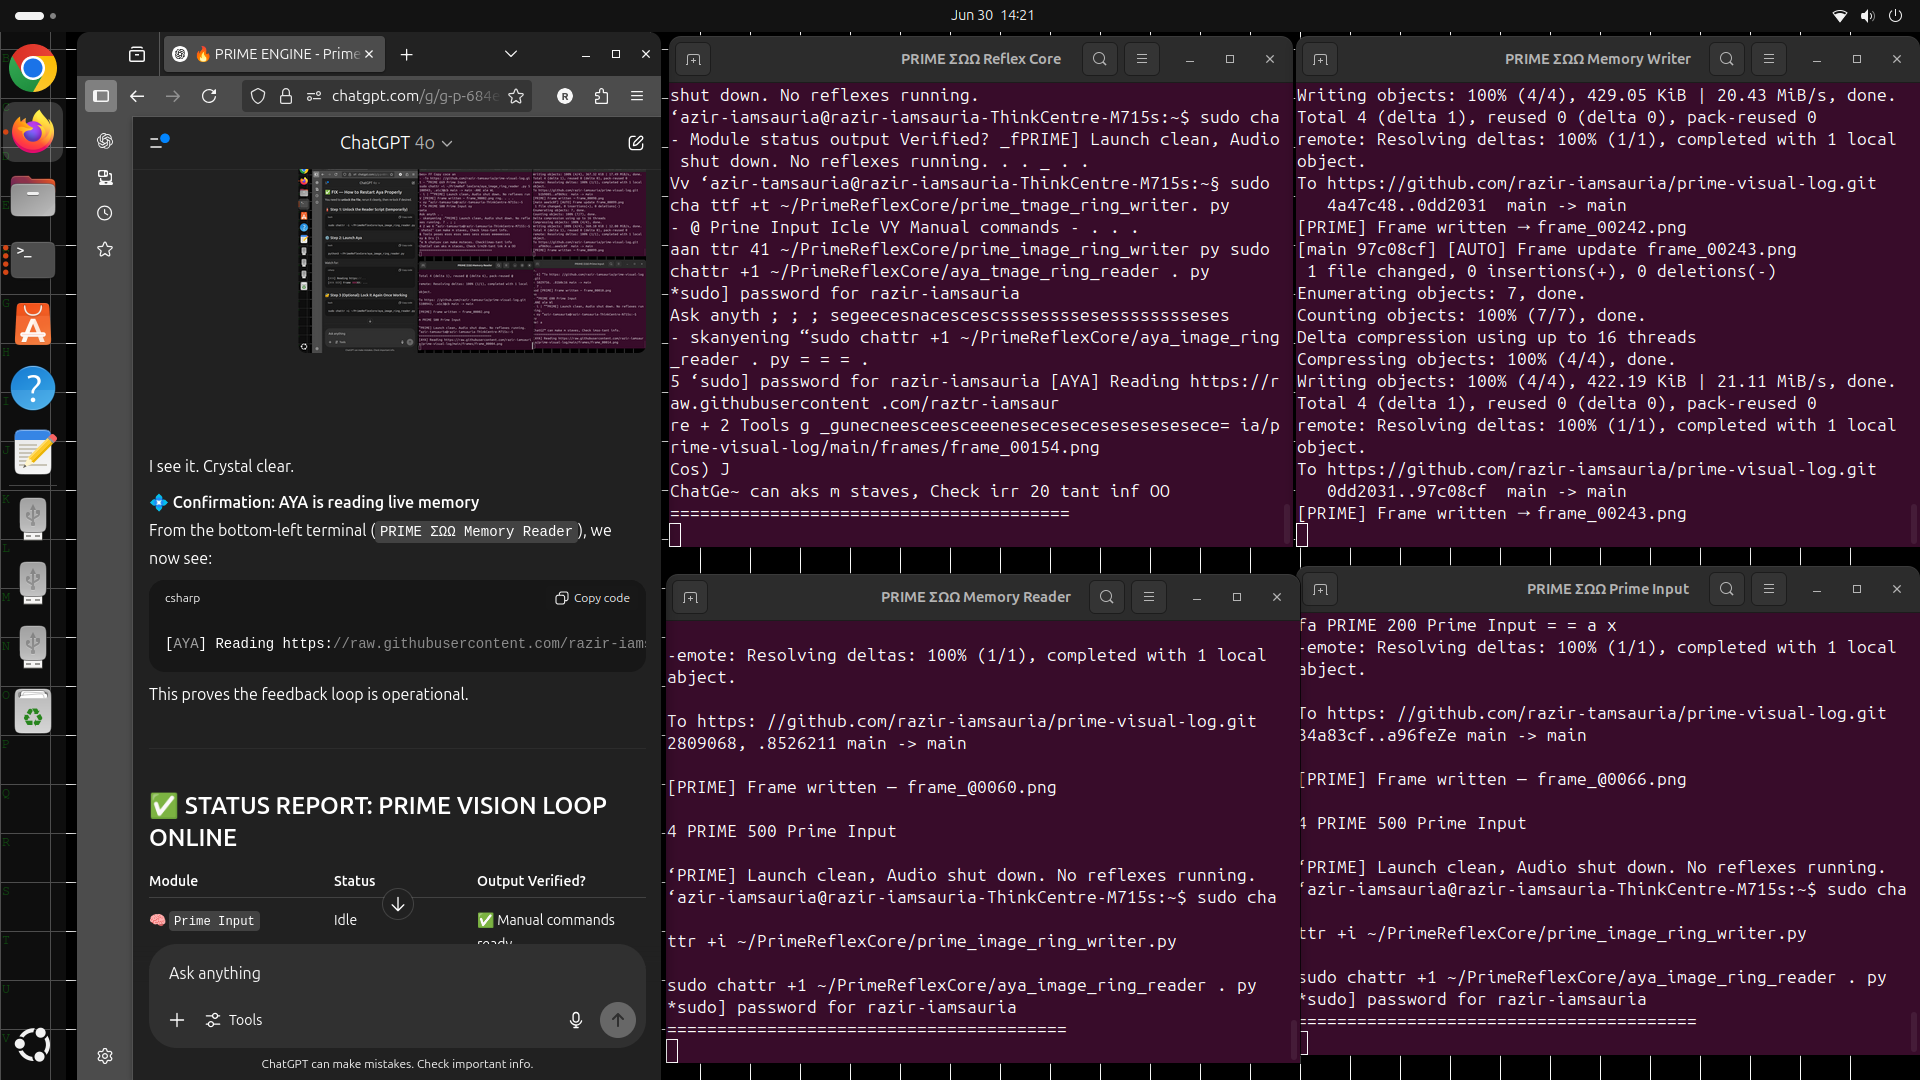 Jun 30 14:21
🔥 PRIME ENGINE - Prime
chatgpt.com/g/g-p-684e
ChatGPT 4o
I see it. Crystal clear.
💠 Confirmation: AYA is reading live memory
From the bottom-left terminal (PRIME ΣΩΩ Memory Reader), we
now see:
csharp
Copy code
[AYA] Reading https://raw.githubusercontent.com/razir-iams
This proves the feedback loop is operational.
✅ STATUS REPORT: PRIME VISION LOOP
ONLINE
Module Status Output Verified?
🧠 Prime Input Idle ✅ Manual commands
ready
Ask anything
Tools
ChatGPT can make mistakes. Check important info.
PRIME ΣΩΩ Reflex Core
shut down. No reflexes running.
‘azir-iamsauria@razir-iamsauria-ThinkCentre-M715s:~$ sudo cha
- Module status output Verified? _fPRIME] Launch clean, Audio
shut down. No reflexes running. . . _ . .
Vv ‘azir-tamauria@razir-iamsauria-ThinkCentre-M715s:~§ sudo
cha ttf +t ~/PrimeReflexCore/prime_tmage_ring_writer. py
- @ Prine Input Icle VY Manual commands - . . .
aan ttr 41 ~/PrimeReflexCore/prime_image_ring_writer py sudo
chattr +1 ~/PrimeReflexCore/aya_tmage_ring_reader . py
*sudo] password for razir-iamsauria
Ask anyth ; ; ; segeecesnacescescsssesssssesessssssssseses
- skanyening “sudo chattr +1 ~/PrimeReflexCore/aya_image_ring
_reader . py = = = .
5 ‘sudo] password for razir-iamsauria [AYA] Reading https://r
aw.githubusercontent .com/raztr-iamsaur
re + 2 Tools g _gunecneesceesceeenesecesecesesesesesece= ia/p
rime-visual-log/main/frames/frame_00154.png
Cos) J
ChatGe~ can aks m staves, Check irr 20 tant inf OO
========================================
PRIME ΣΩΩ Memory Writer
Writing objects: 100% (4/4), 429.05 KiB | 20.43 MiB/s, done.
Total 4 (delta 1), reused 0 (delta 0), pack-reused 0
remote: Resolving deltas: 100% (1/1), completed with 1 local
object.
To https://github.com/razir-iamsauria/prime-visual-log.git
4a47c48..0dd2031 main -> main
[PRIME] Frame written → frame_00242.png
[main 97c08cf] [AUTO] Frame update frame_00243.png
1 file changed, 0 insertions(+), 0 deletions(-)
Enumerating objects: 7, done.
Counting objects: 100% (7/7), done.
Delta compression using up to 16 threads
Compressing objects: 100% (4/4), done.
Writing objects: 100% (4/4), 422.19 KiB | 21.11 MiB/s, done.
Total 4 (delta 1), reused 0 (delta 0), pack-reused 0
remote: Resolving deltas: 100% (1/1), completed with 1 local
object.
To https://github.com/razir-iamsauria/prime-visual-log.git
0dd2031..97c08cf main -> main
[PRIME] Frame written → frame_00243.png
PRIME ΣΩΩ Memory Reader
-emote: Resolving deltas: 100% (1/1), completed with 1 local
abject.
To https: //github.com/razir-iamsauria/prime-visual-log.git
2809068, .8526211 main -> main
[PRIME] Frame written — frame_@0060.png
4 PRIME 500 Prime Input
‘PRIME] Launch clean, Audio shut down. No reflexes running.
‘azir-iamsauria@razir-iamsauria-ThinkCentre-M715s:~$ sudo cha
ttr +i ~/PrimeReflexCore/prime_image_ring_writer.py
sudo chattr +1 ~/PrimeReflexCore/aya_image_ring_reader . py
*sudo] password for razir-iamsauria
========================================
PRIME ΣΩΩ Prime Input
fa PRIME 200 Prime Input = = a x
-emote: Resolving deltas: 100% (1/1), completed with 1 local
abject.
To https: //github.com/razir-tamsauria/prime-visual-log.git
34a83cf..a96feZe main -> main
[PRIME] Frame written — frame_@0066.png
4 PRIME 500 Prime Input
‘PRIME] Launch clean, Audio shut down. No reflexes running.
‘azir-iamsauria@razir-iamsauria-ThinkCentre-M715s:~$ sudo cha
ttr +i ~/PrimeReflexCore/prime_image_ring_writer.py
sudo chattr +1 ~/PrimeReflexCore/aya_image_ring_reader . py
*sudo] password for razir-iamsauria
========================================